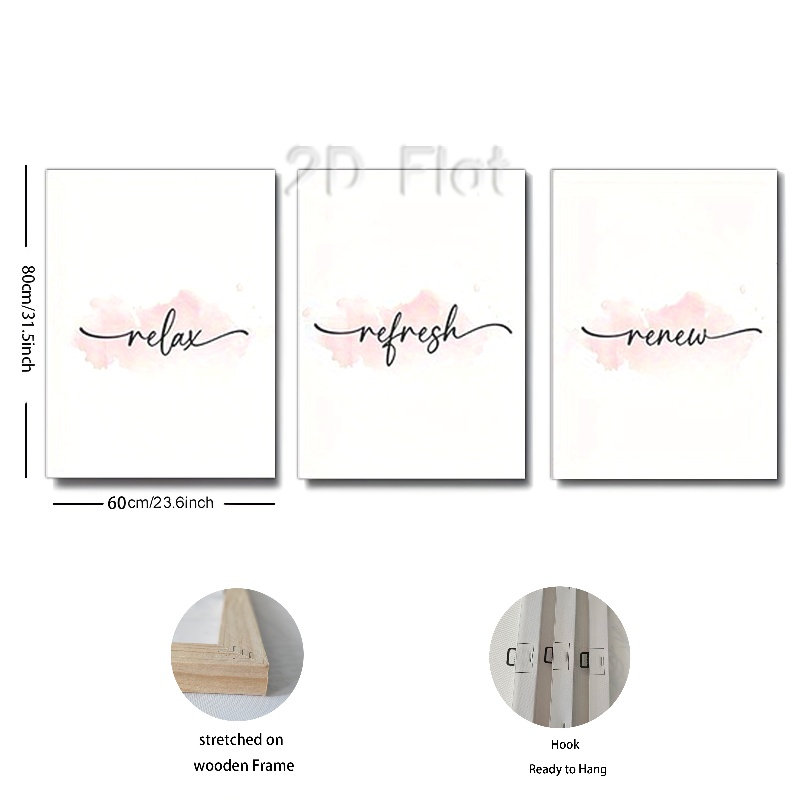 2D Flat
80cm/31.5inch
relax
refresh
renew
60cm/23.6inch
stretched on
wooden Frame
Hook
Ready to Hang